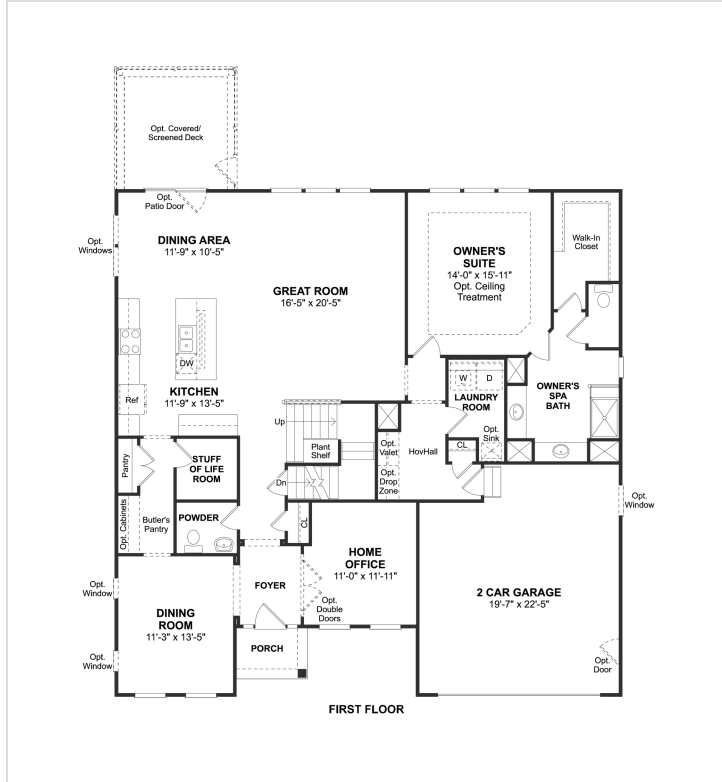 Opt. Covered/
Screened Deck
Opt.
Patio Door
Opt.
Windows
DINING AREA
11'-9" x 10'-5"
GREAT ROOM
16'-5" x 20'-5"
OWNER'S
SUITE
14'-0" x 15'-11"
Opt. Ceiling
Treatment
Walk-In
Closet
DW
Ref
KITCHEN
11'-9" x 13'-5"
W
D
LAUNDRY
ROOM
Opt.
Sink
OWNER'S
SPA
BATH
Up
Plant
Shelf
Dn
Opt.
Valet
Opt.
Drop
Zone
HovHall
CL
Pantry
STUFF
OF LIFE
ROOM
Opt. Cabinets
Butler's
Pantry
POWDER
CL
Opt.
Window
HOME
OFFICE
11'-0" x 11'-11"
Opt.
Double
Doors
FOYER
2 CAR GARAGE
19'-7" x 22'-5"
Opt.
Window
DINING
ROOM
11'-3" x 13'-5"
Opt.
Window
PORCH
Opt.
Door
FIRST FLOOR